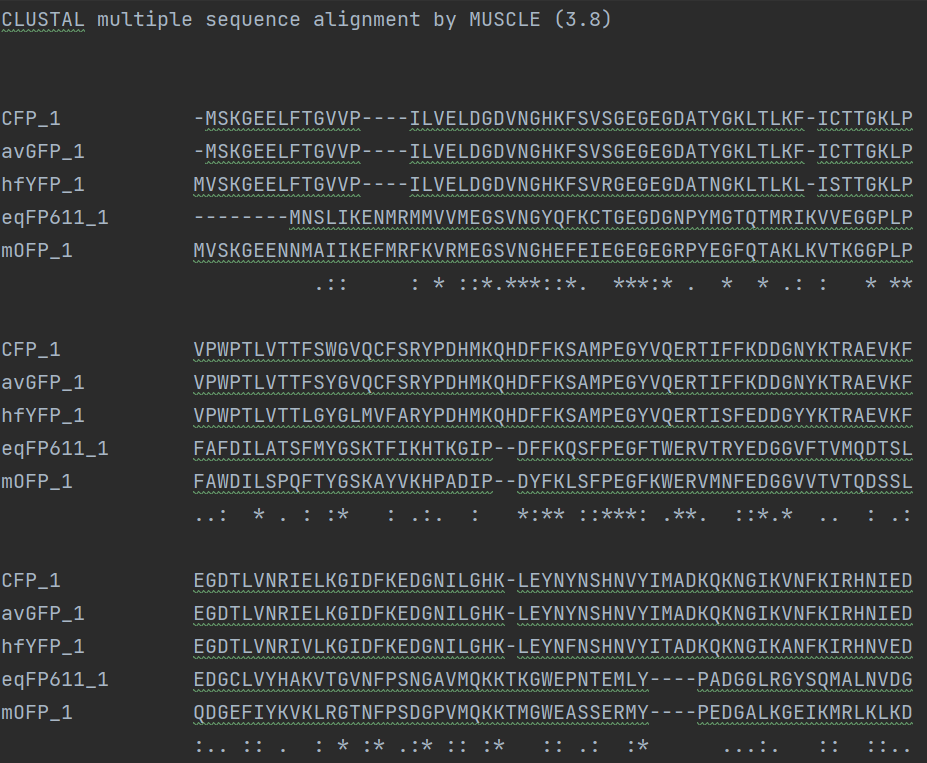 CLUSTAL multiple sequence alignment by MUSCLE (3.8)
CFP_1           -MSKGEELFTGVVP----ILVELDGDVNGHKFSVSGEGEGDATYGKLTLKF-ICTTGKLP
avGFP_1         -MSKGEELFTGVVP----ILVELDGDVNGHKFSVSGEGEGDATYGKLTLKF-ICTTGKLP
hfYFP_1         MVSKGEELFTGVVP----ILVELDGDVNGHKFSVRGEGEGDATNGKLTLKL-ISTTGKLP
eqFP611_1       --------MNSLIKENMRMMVVMEGSVNGYQFKCTGEGDGNPYMGTQTMRIKVVEGGPLP
mOFP_1          MVSKGEENNMAIIKEFMRFKVRMEGSVNGHEFEIEGEGEGRPYEGFQTAKLKVTKGGPLP
                          .::     : * ::*.***::*.  ***:* .  *  * .: :   * **
CFP_1           VPWPTLVTTFSWGVQCFSRYPDHMKQHDFFKSAMPEGYVQERTIFFKDDGNYKTRAEVKF
avGFP_1         VPWPTLVTTFSYGVQCFSRYPDHMKQHDFFKSAMPEGYVQERTIFFKDDGNYKTRAEVKF
hfYFP_1         VPWPTLVTTLGYGLMVFARYPDHMKQHDFFKSAMPEGYVQERTISFEDDGYYKTRAEVKF
eqFP611_1       FAFDILATSFMYGSKTFIKHTKGIP--DFFKQSFPEGFTWERVTRYEDGGVFTVMQDTSL
mOFP_1          FAWDILSPQFTYGSKAYVKHPADIP--DYFKLSFPEGFKWERVMNFEDGGVVTVTQDSSL
                ..:  * . : :*   : .:.  :   *:** ::***: .**.  ::*.* ..  : .:
CFP_1           EGDTLVNRIELKGIDFKEDGNILGHK-LEYNYNSHNVYIMADKQKNGIKVNFKIRHNIED
avGFP_1         EGDTLVNRIELKGIDFKEDGNILGHK-LEYNYNSHNVYIMADKQKNGIKVNFKIRHNIED
hfYFP_1         EGDTLVNRIVLKGIDFKEDGNILGHK-LEYNFNSHNVYITADKQKNGIKANFKIRHNVED
eqFP611_1       EDGCLVYHAKVTGVNFPSNGAVMQKKTKGWEPNTEMLY----PADGGLRGYSQMALNVDG
mOFP_1          QDGEFIYKVKLRGTNFPSDGPVMQKKTMGWEASSERMY----PEDGALKGEIKMRLKLKD
                :.. :: .  : * :* .:* :: :*   :: .:  :*      ...:.   ::  ::..